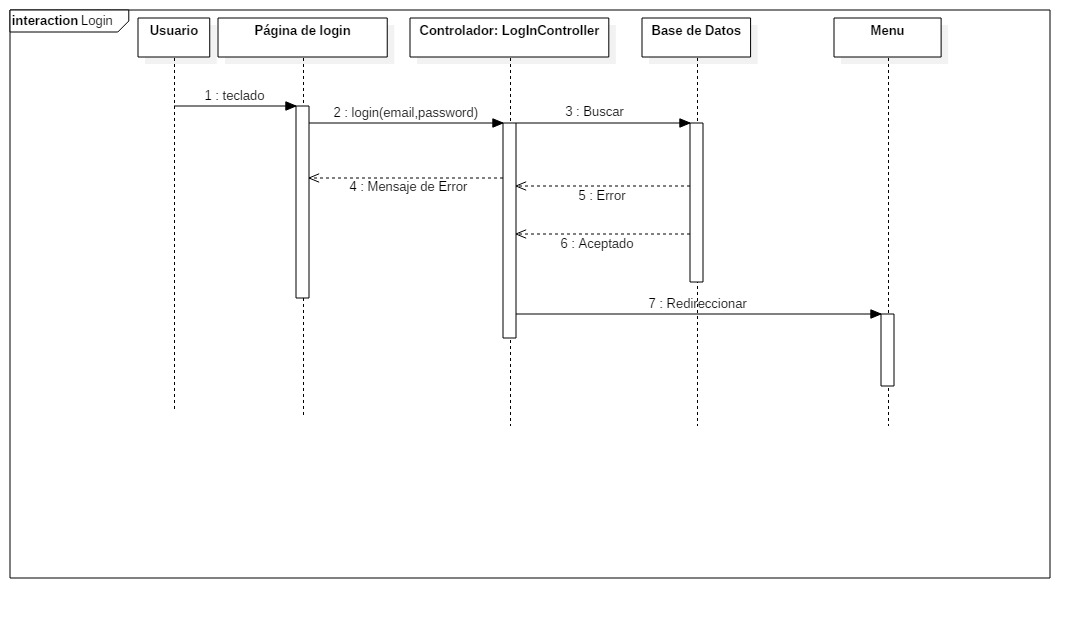 interaction Login
Usuario
Página de login
Controlador: LogInController
Base de Datos
Menu
1 : teclado
2 : login(email,password)
3 : Buscar
4 : Mensaje de Error
5 : Error
6 : Aceptado
7 : Redireccionar